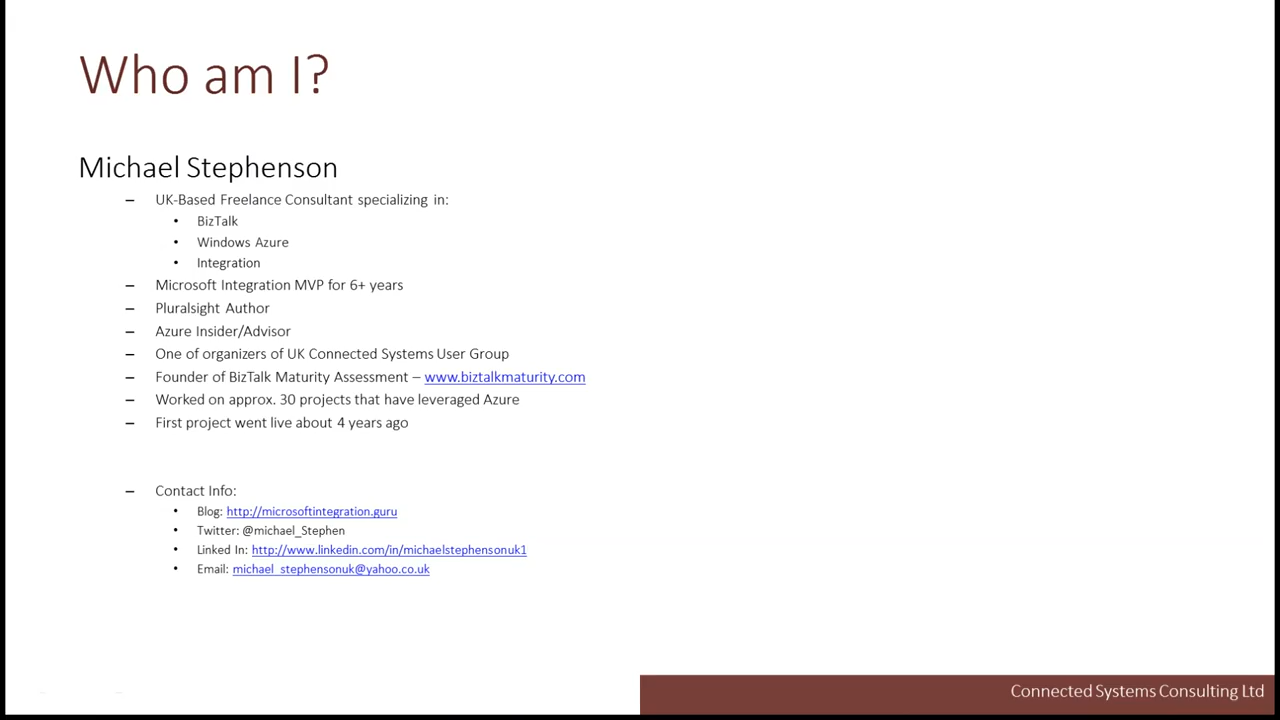 Who am I?
Michael Stephenson
– UK-Based Freelance Consultant specializing in:
• BizTalk
• Windows Azure
• Integration
– Microsoft Integration MVP for 6+ years
– Pluralsight Author
– Azure Insider/Advisor
– One of organizers of UK Connected Systems User Group
– Founder of BizTalk Maturity Assessment – www.biztalkmaturity.com
– Worked on approx. 30 projects that have leveraged Azure
– First project went live about 4 years ago
– Contact Info:
• Blog: http://microsoftintegration.guru
• Twitter: @michael_Stephen
• Linked In: http://www.linkedin.com/in/michaelstephensonuk1
• Email: michael_stephensonuk@yahoo.co.uk
Connected Systems Consulting Ltd